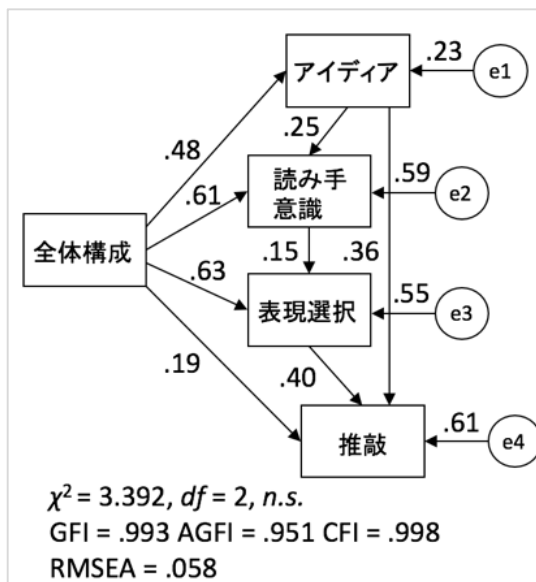 アイディア
.23
e1
.25
.48
読み手
意識
.59
e2
.61
全体構成
.15
.36
.63
表現選択
.55
e3
.19
.40
推敲
.61
e4
χ² = 3.392, df = 2, n.s.
GFI = .993 AGFI = .951 CFI = .998
RMSEA = .058